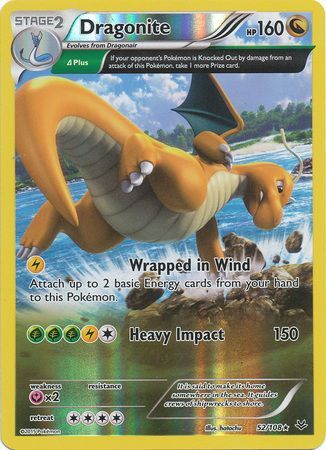 STAGE2
Dragonite
HP160
Evolves from Dragonair
Δ Plus
If your opponent's Pokémon is Knocked Out by damage from an
attack of this Pokémon, take 1 more Prize card.
Wrapped in Wind
Attach up to 2 basic Energy cards from your hand
to this Pokémon.
Heavy Impact 150
weakness
×2
resistance
retreat
It is said to make its home
somewhere in the sea. It guides
crews of shipwrecks to shore.
©2015 Pokémon
Illus. hatachu
52/108